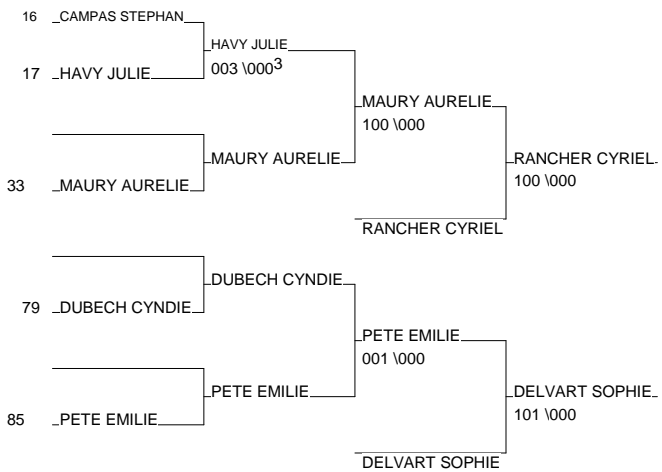 16 CAMPAS STEPHAN
HAVY JULIE
17 HAVY JULIE
003 \000 3
MAURY AURELIE
100 \000
MAURY AURELIE
RANCHER CYRIEL
100 \000
33 MAURY AURELIE
RANCHER CYRIEL
DUBECH CYNDIE
79 DUBECH CYNDIE
PETE EMILIE
001 \000
PETE EMILIE
DELVART SOPHIE
101 \000
85 PETE EMILIE
DELVART SOPHIE